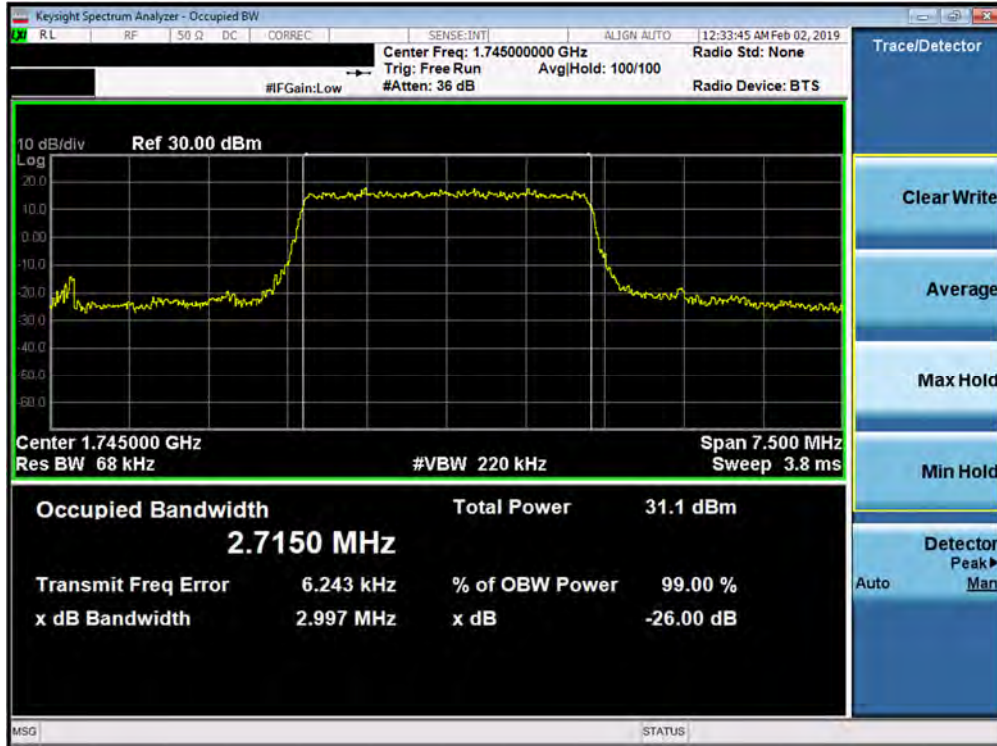 Keysight Spectrum Analyzer - Occupied BW
LXI RL RF 50 Ω DC CORREC SENSE:INT ALIGN AUTO 12:33:45 AM Feb 02, 2019
Center Freq: 1.745000000 GHz Radio Std: None
Trig: Free Run Avg|Hold: 100/100
#IFGain:Low #Atten: 36 dB Radio Device: BTS
Trace/Detector
10 dB/div Ref 30.00 dBm
Log
20.0
10.0
0.00
-10.0
-20.0
-30.0
-40.0
-50.0
-60.0
Center 1.745000 GHz Span 7.500 MHz
Res BW 68 kHz #VBW 220 kHz Sweep 3.8 ms
Clear Write
Average
Max Hold
Min Hold
Detector
Peak▶
Auto Man
Occupied Bandwidth Total Power 31.1 dBm
2.7150 MHz
Transmit Freq Error 6.243 kHz % of OBW Power 99.00 %
x dB Bandwidth 2.997 MHz x dB -26.00 dB
MSG STATUS